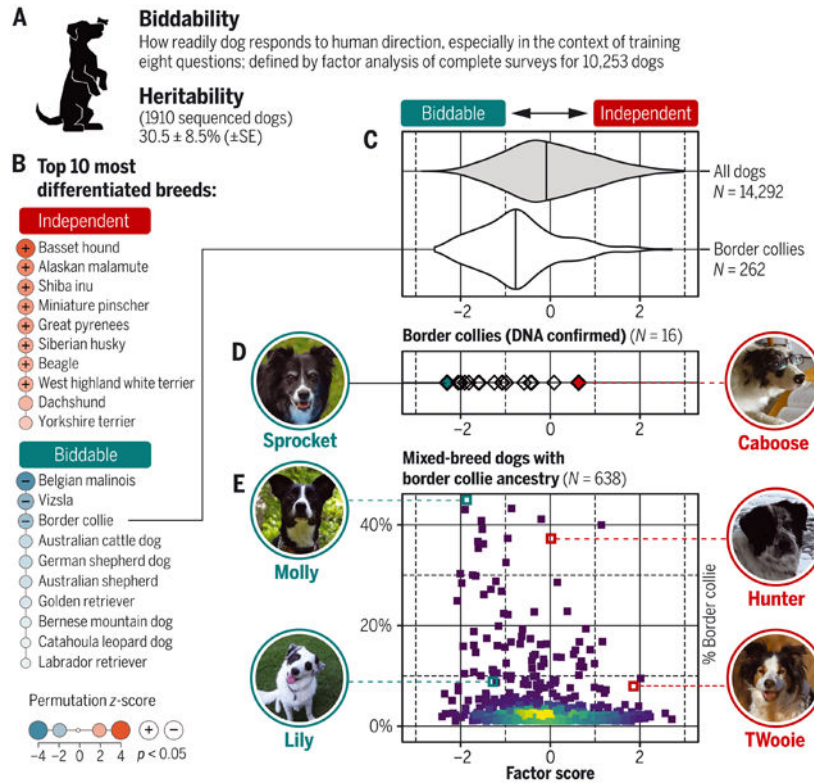 A
Biddability
How readily dog responds to human direction, especially in the context of training
eight questions; defined by factor analysis of complete surveys for 10,253 dogs
Heritability
(1910 sequenced dogs)
30.5 ± 8.5% (±SE)
B Top 10 most
differentiated breeds:
Independent
+ Basset hound
+ Alaskan malamute
+ Shiba inu
+ Miniature pinscher
+ Great pyrenees
+ Siberian husky
+ Beagle
+ West highland white terrier
Dachshund
Yorkshire terrier
Biddable
− Belgian malinois
− Vizsla
− Border collie
Australian cattle dog
German shepherd dog
Australian shepherd
Golden retriever
Bernese mountain dog
Catahoula leopard dog
Labrador retriever
Permutation z-score
+ −
−4 −2 2 4 p < 0.05
Biddable Independent
C
All dogs
N = 14,292
Border collies
N = 262
−2 0 2
D
Border collies (DNA confirmed) (N = 16)
−2 0 2
Sprocket
Caboose
E
Mixed-breed dogs with
border collie ancestry (N = 638)
40%
20%
0%
% Border collie
−2 0 2
Factor score
Molly
Hunter
Lily
TWooie